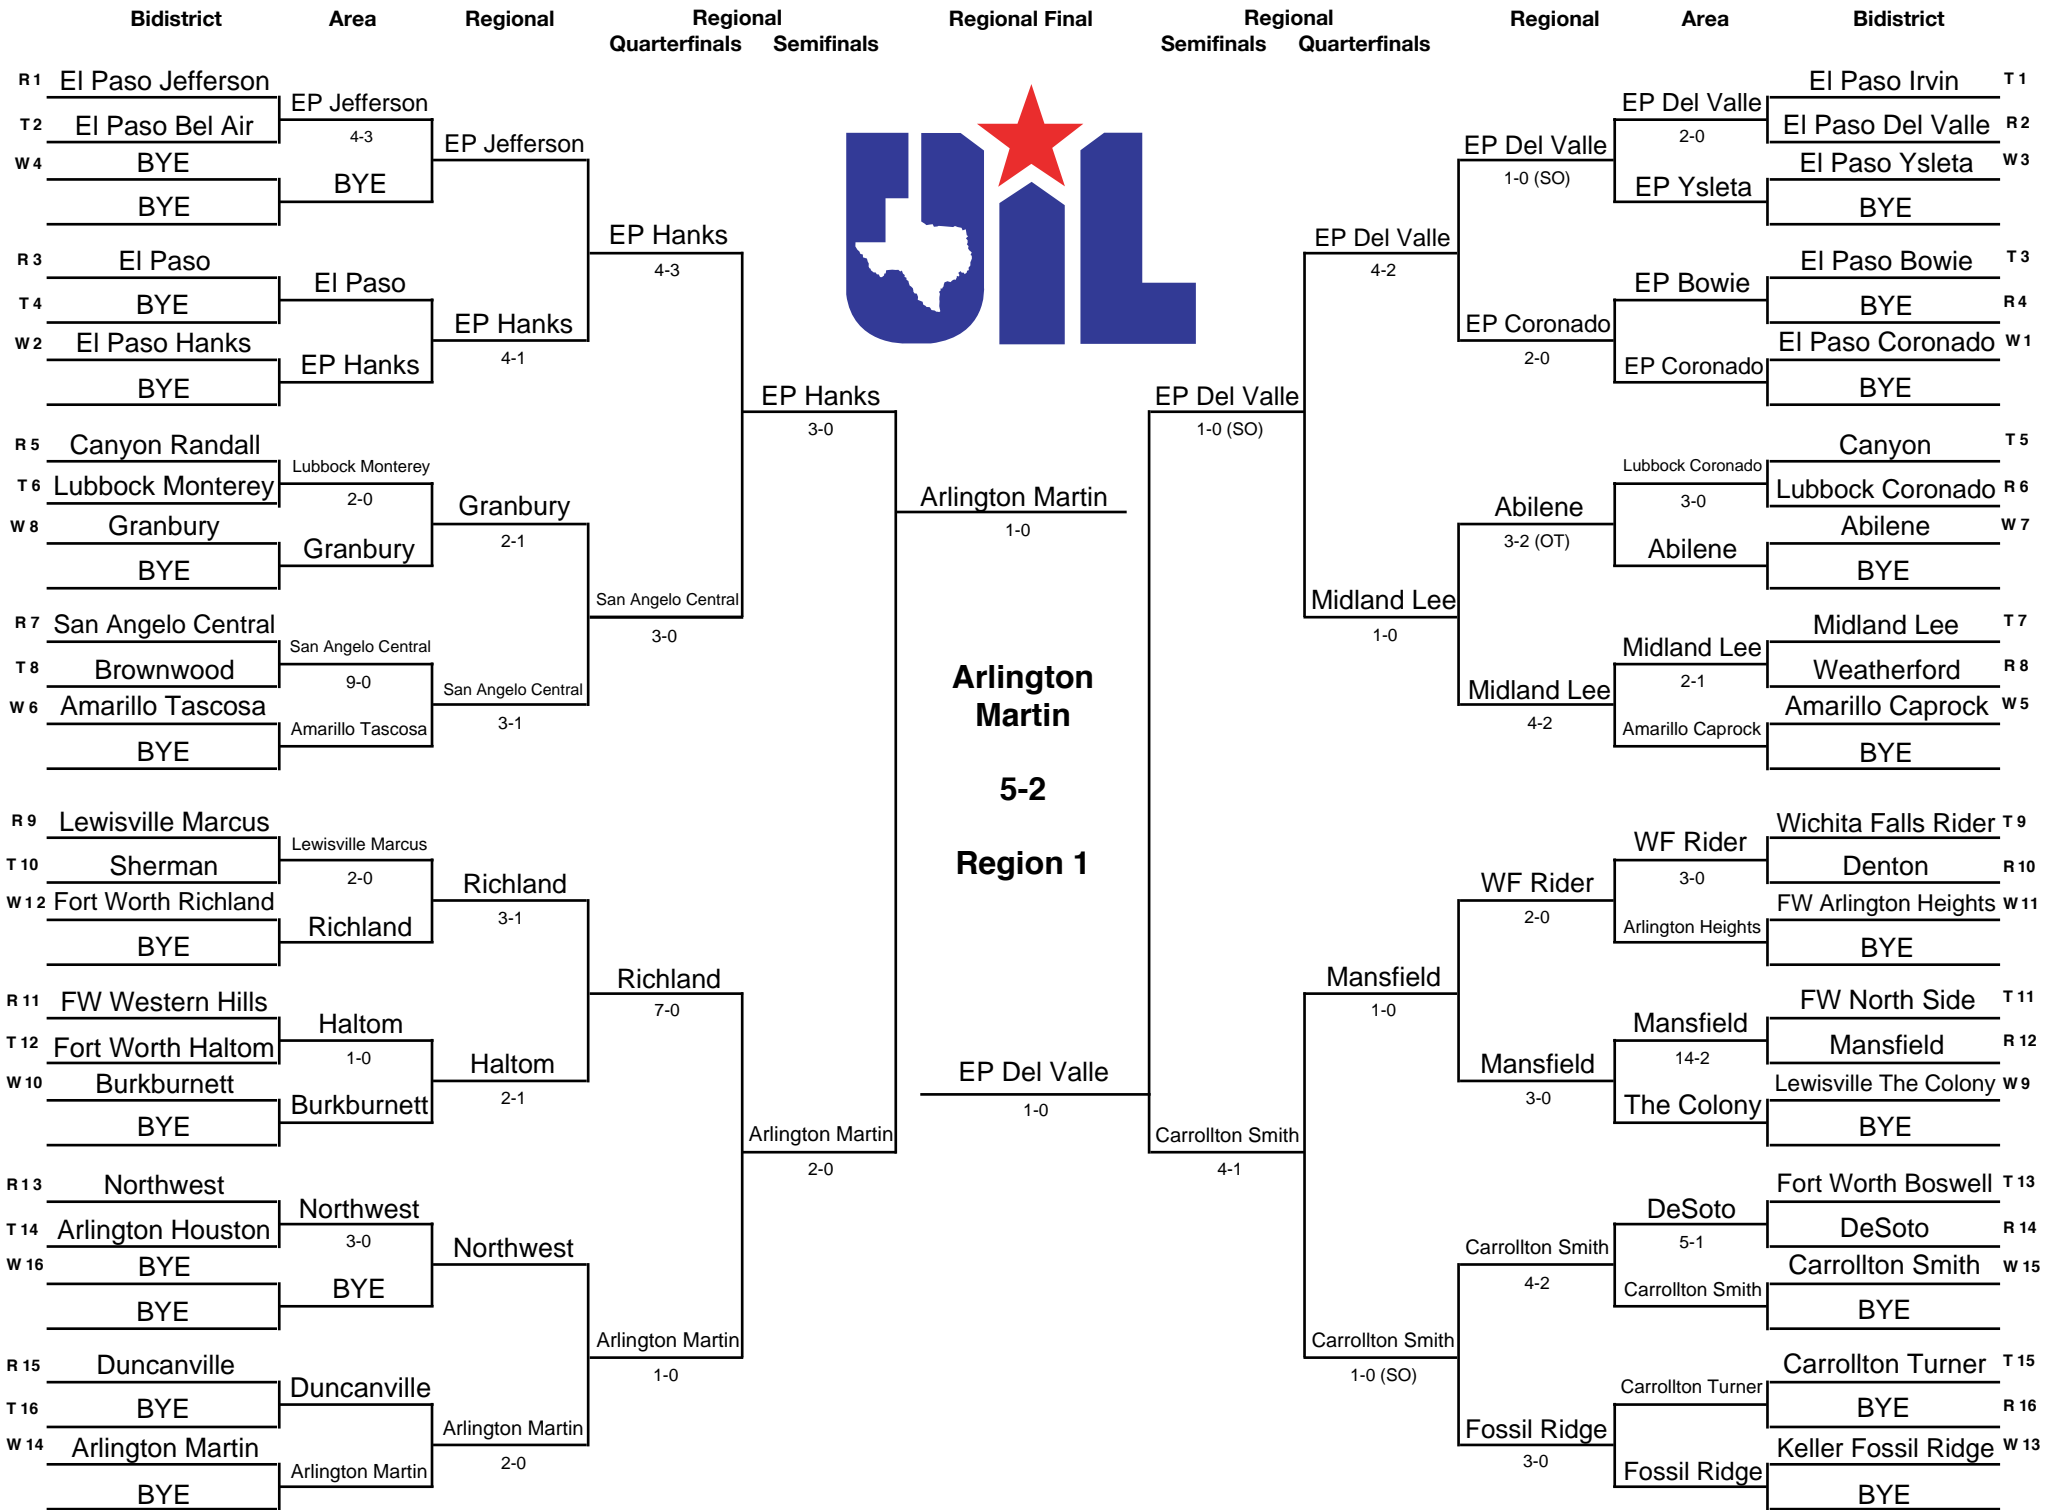 Bidistrict Area Regional Regional Regional Final Regional Regional Area Bidistrict
Quarterfinals Semifinals Semifinals Quarterfinals
R 1 El Paso Jefferson
T 2 El Paso Bel Air
W 4 BYE
BYE
R 3 El Paso
T 4 BYE
W 2 El Paso Hanks
BYE
R 5 Canyon Randall
T 6 Lubbock Monterey
W 8 Granbury
BYE
R 7 San Angelo Central
T 8 Brownwood
W 6 Amarillo Tascosa
BYE
R 9 Lewisville Marcus
T 10 Sherman
W 12 Fort Worth Richland
BYE
R 11 FW Western Hills
T 12 Fort Worth Haltom
W 10 Burkburnett
BYE
R 13 Northwest
T 14 Arlington Houston
W 16 BYE
BYE
R 15 Duncanville
T 16 BYE
W 14 Arlington Martin
BYE
EP Jefferson
4-3
BYE
El Paso
EP Hanks
Lubbock Monterey
2-0
Granbury
San Angelo Central
9-0
Amarillo Tascosa
Lewisville Marcus
2-0
Richland
Haltom
1-0
Burkburnett
Northwest
3-0
BYE
Duncanville
Arlington Martin
EP Jefferson
EP Hanks
4-1
Granbury
2-1
San Angelo Central
3-1
Richland
3-1
Haltom
2-1
Northwest
Arlington Martin
2-0
EP Hanks
4-3
San Angelo Central
3-0
Richland
7-0
Arlington Martin
1-0
EP Hanks
3-0
Arlington Martin
2-0
UIL
Arlington Martin
1-0
Arlington
Martin
5-2
Region 1
EP Del Valle
1-0
EP Del Valle
1-0 (SO)
Carrollton Smith
4-1
EP Del Valle
4-2
Midland Lee
1-0
Mansfield
1-0
Carrollton Smith
1-0 (SO)
EP Del Valle
1-0 (SO)
EP Coronado
2-0
Abilene
3-2 (OT)
Midland Lee
4-2
WF Rider
2-0
Mansfield
3-0
Carrollton Smith
4-2
Fossil Ridge
3-0
EP Del Valle
2-0
EP Ysleta
EP Bowie
EP Coronado
Lubbock Coronado
3-0
Abilene
Midland Lee
2-1
Amarillo Caprock
WF Rider
3-0
Arlington Heights
Mansfield
14-2
The Colony
DeSoto
5-1
Carrollton Smith
Carrollton Turner
Fossil Ridge
El Paso Irvin T 1
El Paso Del Valle R 2
El Paso Ysleta W 3
BYE
El Paso Bowie T 3
BYE R 4
El Paso Coronado W 1
BYE
Canyon T 5
Lubbock Coronado R 6
Abilene W 7
BYE
Midland Lee T 7
Weatherford R 8
Amarillo Caprock W 5
BYE
Wichita Falls Rider T 9
Denton R 10
FW Arlington Heights W 11
BYE
FW North Side T 11
Mansfield R 12
Lewisville The Colony W 9
BYE
Fort Worth Boswell T 13
DeSoto R 14
Carrollton Smith W 15
BYE
Carrollton Turner T 15
BYE R 16
Keller Fossil Ridge W 13
BYE